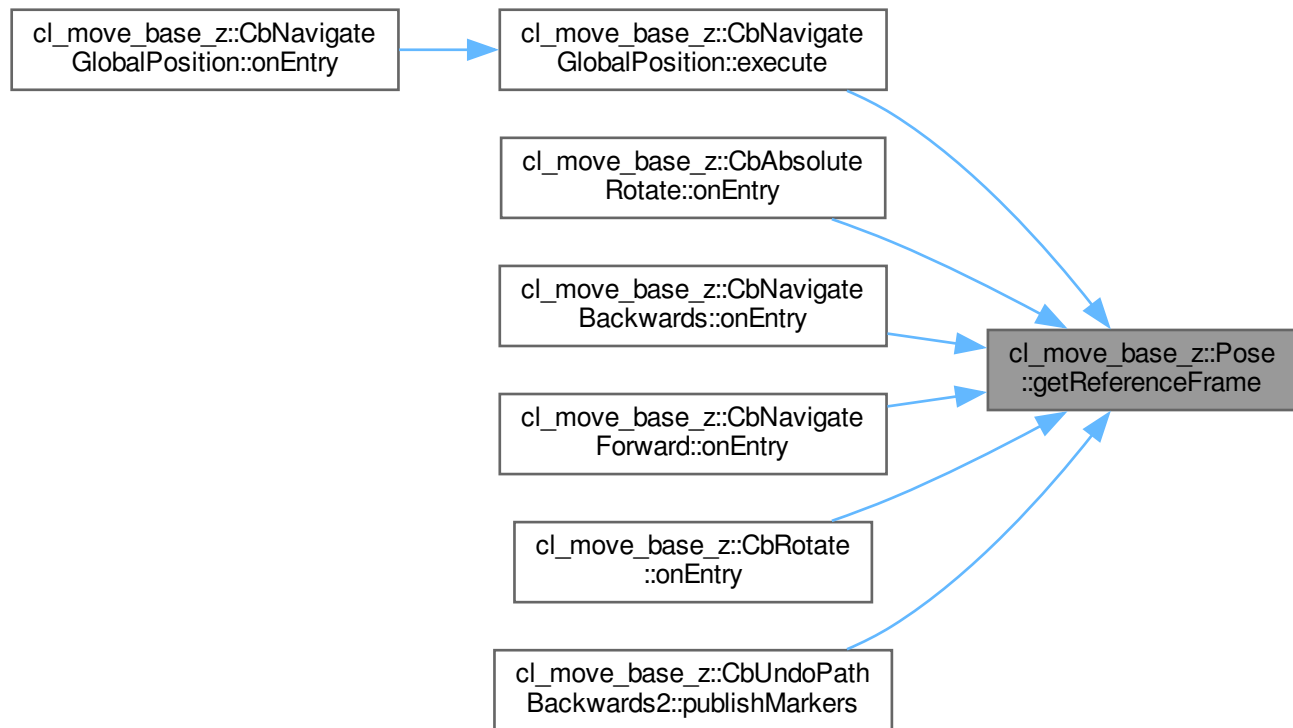 cl_move_base_z::CbNavigate
GlobalPosition::onEntry
cl_move_base_z::CbNavigate
GlobalPosition::execute
cl_move_base_z::CbAbsolute
Rotate::onEntry
cl_move_base_z::CbNavigate
Backwards::onEntry
cl_move_base_z::Pose
::getReferenceFrame
cl_move_base_z::CbNavigate
Forward::onEntry
cl_move_base_z::CbRotate
::onEntry
cl_move_base_z::CbUndoPath
Backwards2::publishMarkers